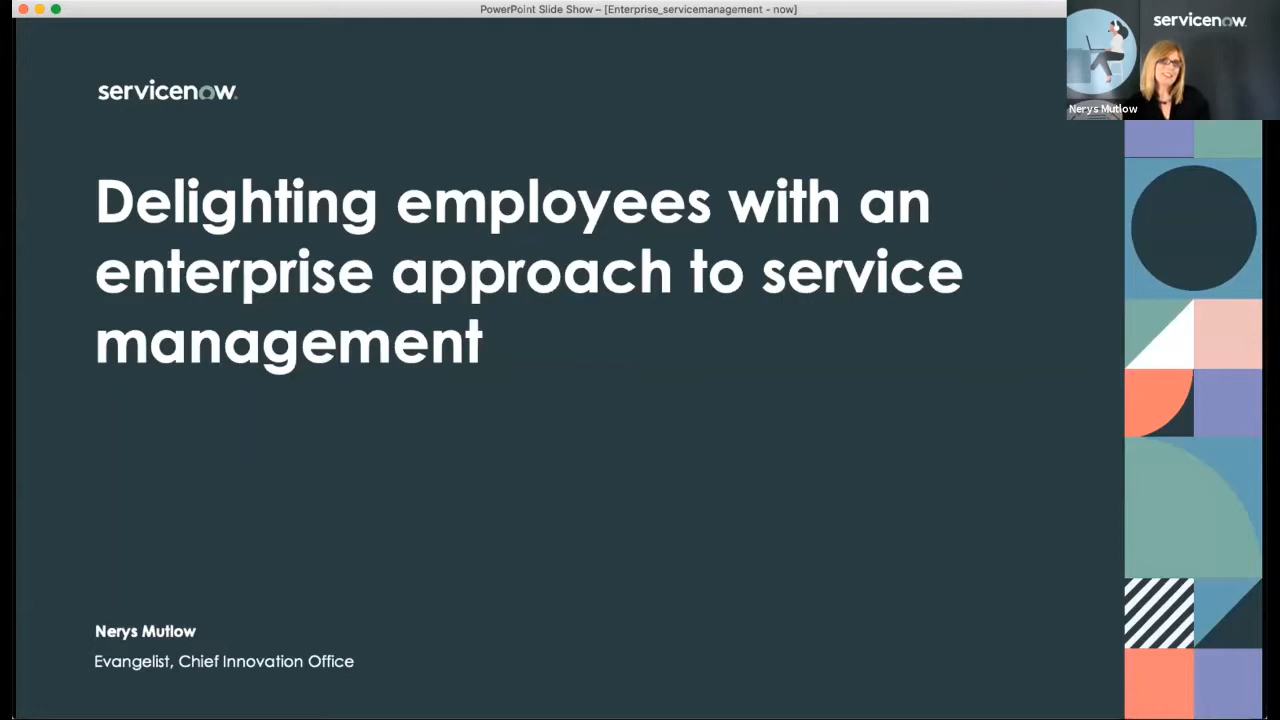 PowerPoint Slide Show – [Enterprise_servicemanagement - now]
servicenow
Nerys Mutlow
servicenow.
Delighting employees with an
enterprise approach to service
management
Nerys Mutlow
Evangelist, Chief Innovation Office